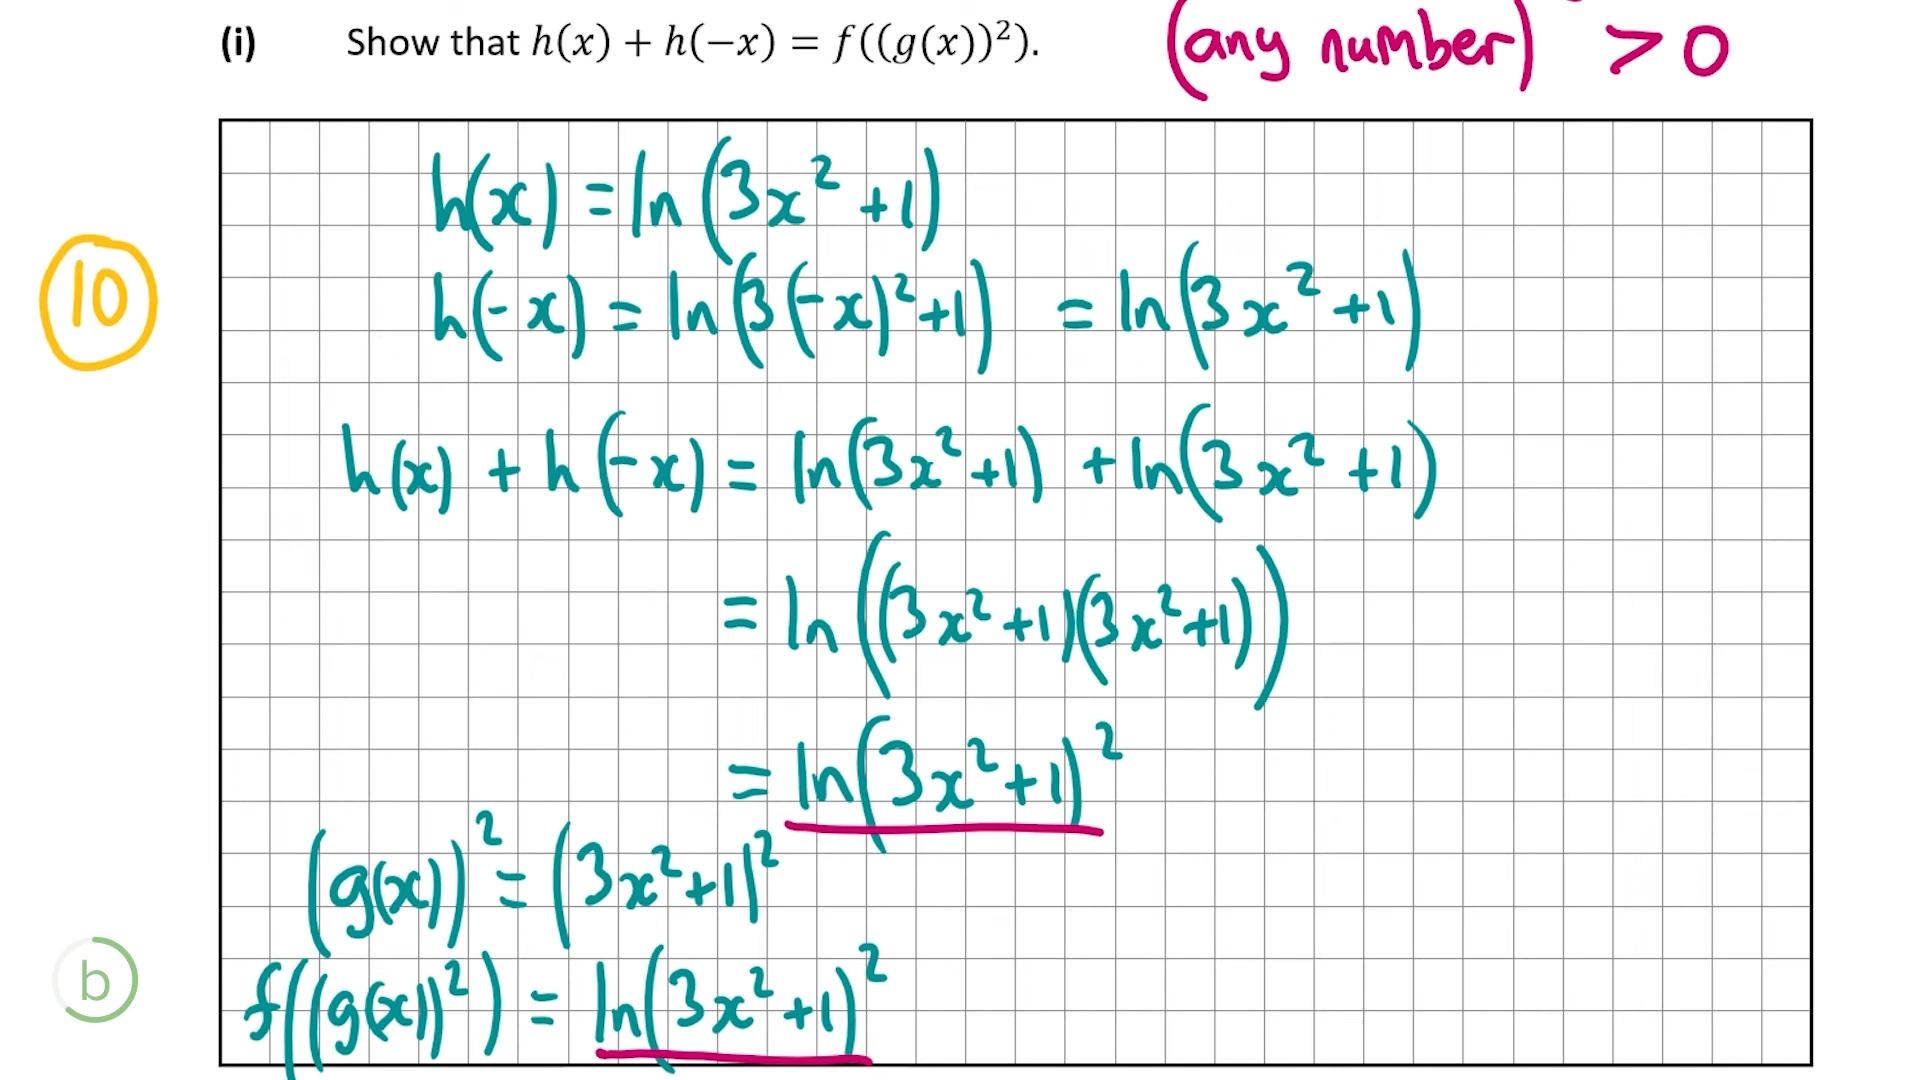 (i) Show that h(x) + h(−x) = f((g(x))²).
(any number) > 0
h(x) = ln(3x² + 1)
10
h(-x) = ln(3(-x)²+1) = ln(3x² + 1)
h(x) + h(-x) = ln(3x²+1) + ln(3x² + 1)
= ln((3x²+1)(3x²+1))
= ln(3x²+1)²
(g(x))² = (3x²+1)²
f((g(x))²) = ln(3x²+1)²
b